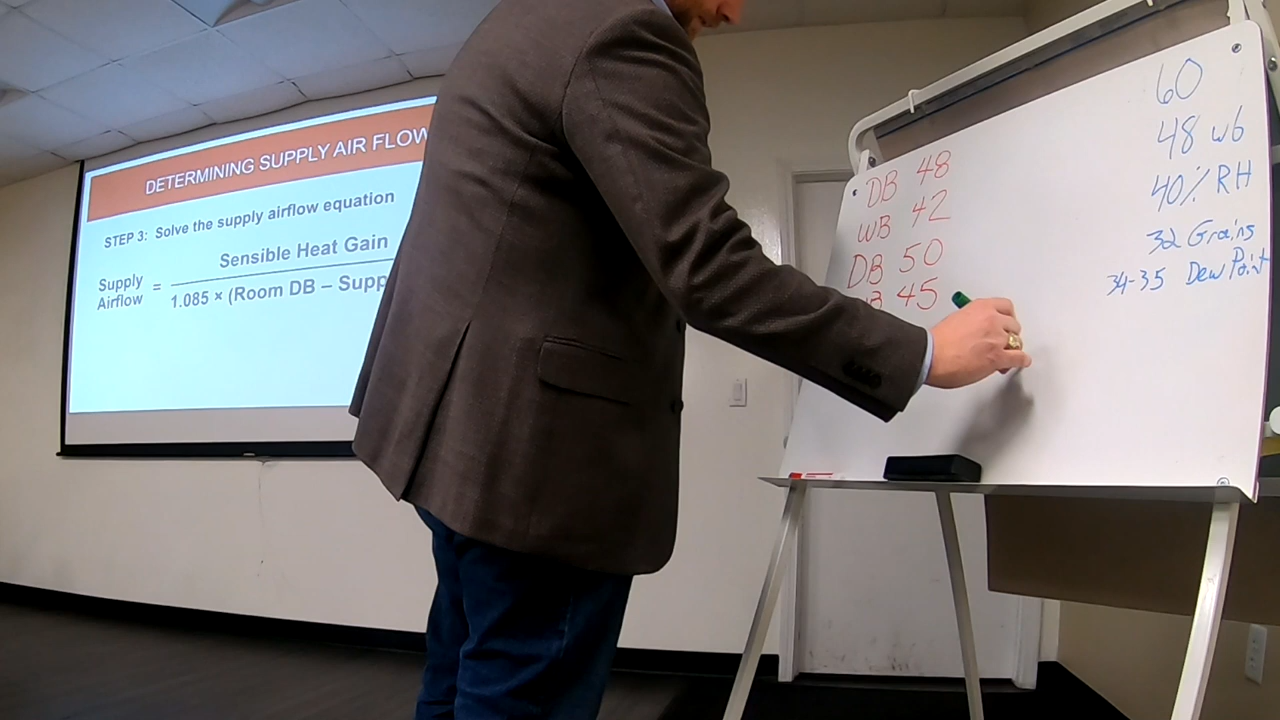 DETERMINING SUPPLY AIR FLOW
STEP 3: Solve the supply airflow equation
Supply Airflow = Sensible Heat Gain
1.085 × (Room DB – Supp
DB 48
WB 42
DB 50
B 45
60
48 wb
40% RH
32 Grains
34-35 Dew Point